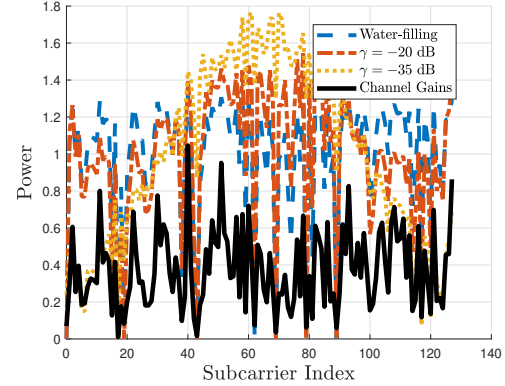 1.8
1.6
1.4
1.2
1
0.8
0.6
0.4
0.2
0
Power
Water-filling
γ = −20 dB
γ = −35 dB
Channel Gains
0 20 40 60 80 100 120 140
Subcarrier Index